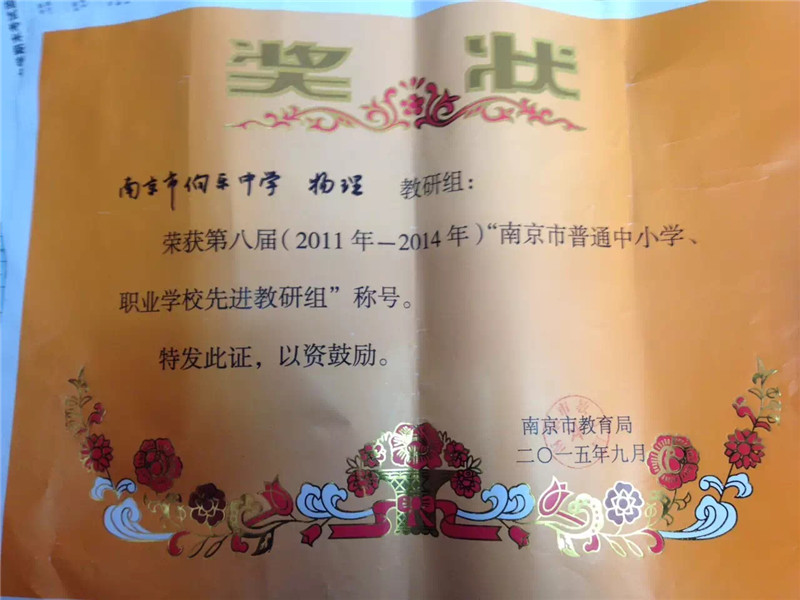 奖 状
南京市伯乐中学 物理 教研组：
荣获第八届（2011年—2014年）“南京市普通中小学、
职业学校先进教研组”称号。
特发此证，以资鼓励。
南京市教育局
二〇一五年九月